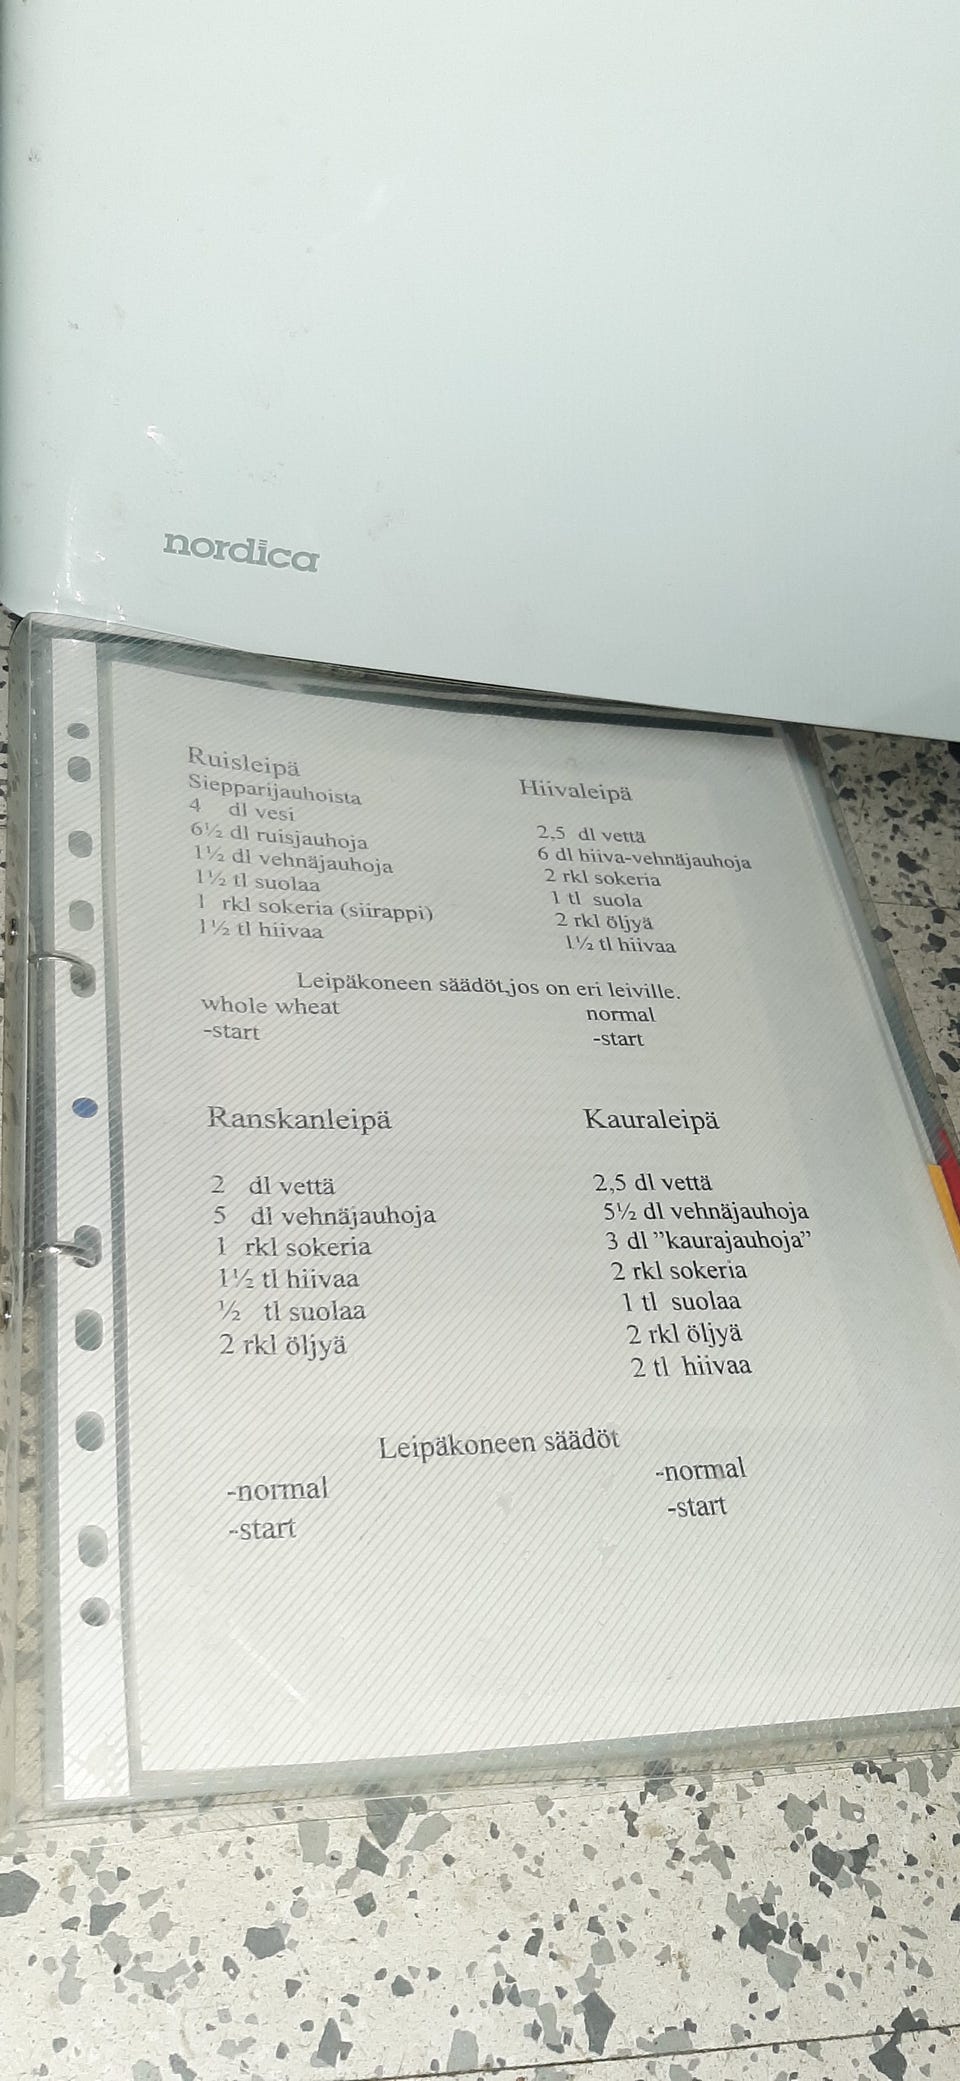 nordica
Ruisleipä
Siepparijauhoista
4 dl vesi
6½ dl ruisjauhoja
1½ dl vehnäjauhoja
1½ tl suolaa
1 rkl sokeria (siirappi)
1½ tl hiivaa
Hiivaleipä
2,5 dl vettä
6 dl hiiva-vehnäjauhoja
2 rkl sokeria
1 tl suola
2 rkl öljyä
1½ tl hiivaa
Leipäkoneen säädöt,jos on eri leiville.
whole wheat
-start
normal
-start
Ranskanleipä
2 dl vettä
5 dl vehnäjauhoja
1 rkl sokeria
1½ tl hiivaa
½ tl suolaa
2 rkl öljyä
Kauraleipä
2,5 dl vettä
5½ dl vehnäjauhoja
3 dl ”kaurajauhoja”
2 rkl sokeria
1 tl suolaa
2 rkl öljyä
2 tl hiivaa
Leipäkoneen säädöt
-normal
-start
-normal
-start